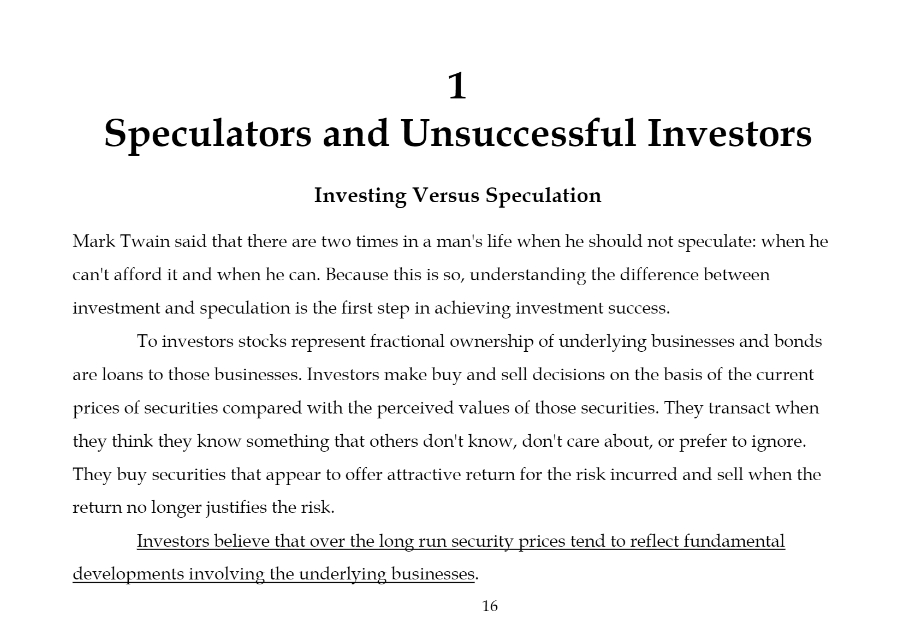 1
Speculators and Unsuccessful Investors
Investing Versus Speculation
Mark Twain said that there are two times in a man's life when he should not speculate: when he
can't afford it and when he can. Because this is so, understanding the difference between
investment and speculation is the first step in achieving investment success.
To investors stocks represent fractional ownership of underlying businesses and bonds
are loans to those businesses. Investors make buy and sell decisions on the basis of the current
prices of securities compared with the perceived values of those securities. They transact when
they think they know something that others don't know, don't care about, or prefer to ignore.
They buy securities that appear to offer attractive return for the risk incurred and sell when the
return no longer justifies the risk.
Investors believe that over the long run security prices tend to reflect fundamental
developments involving the underlying businesses.
16